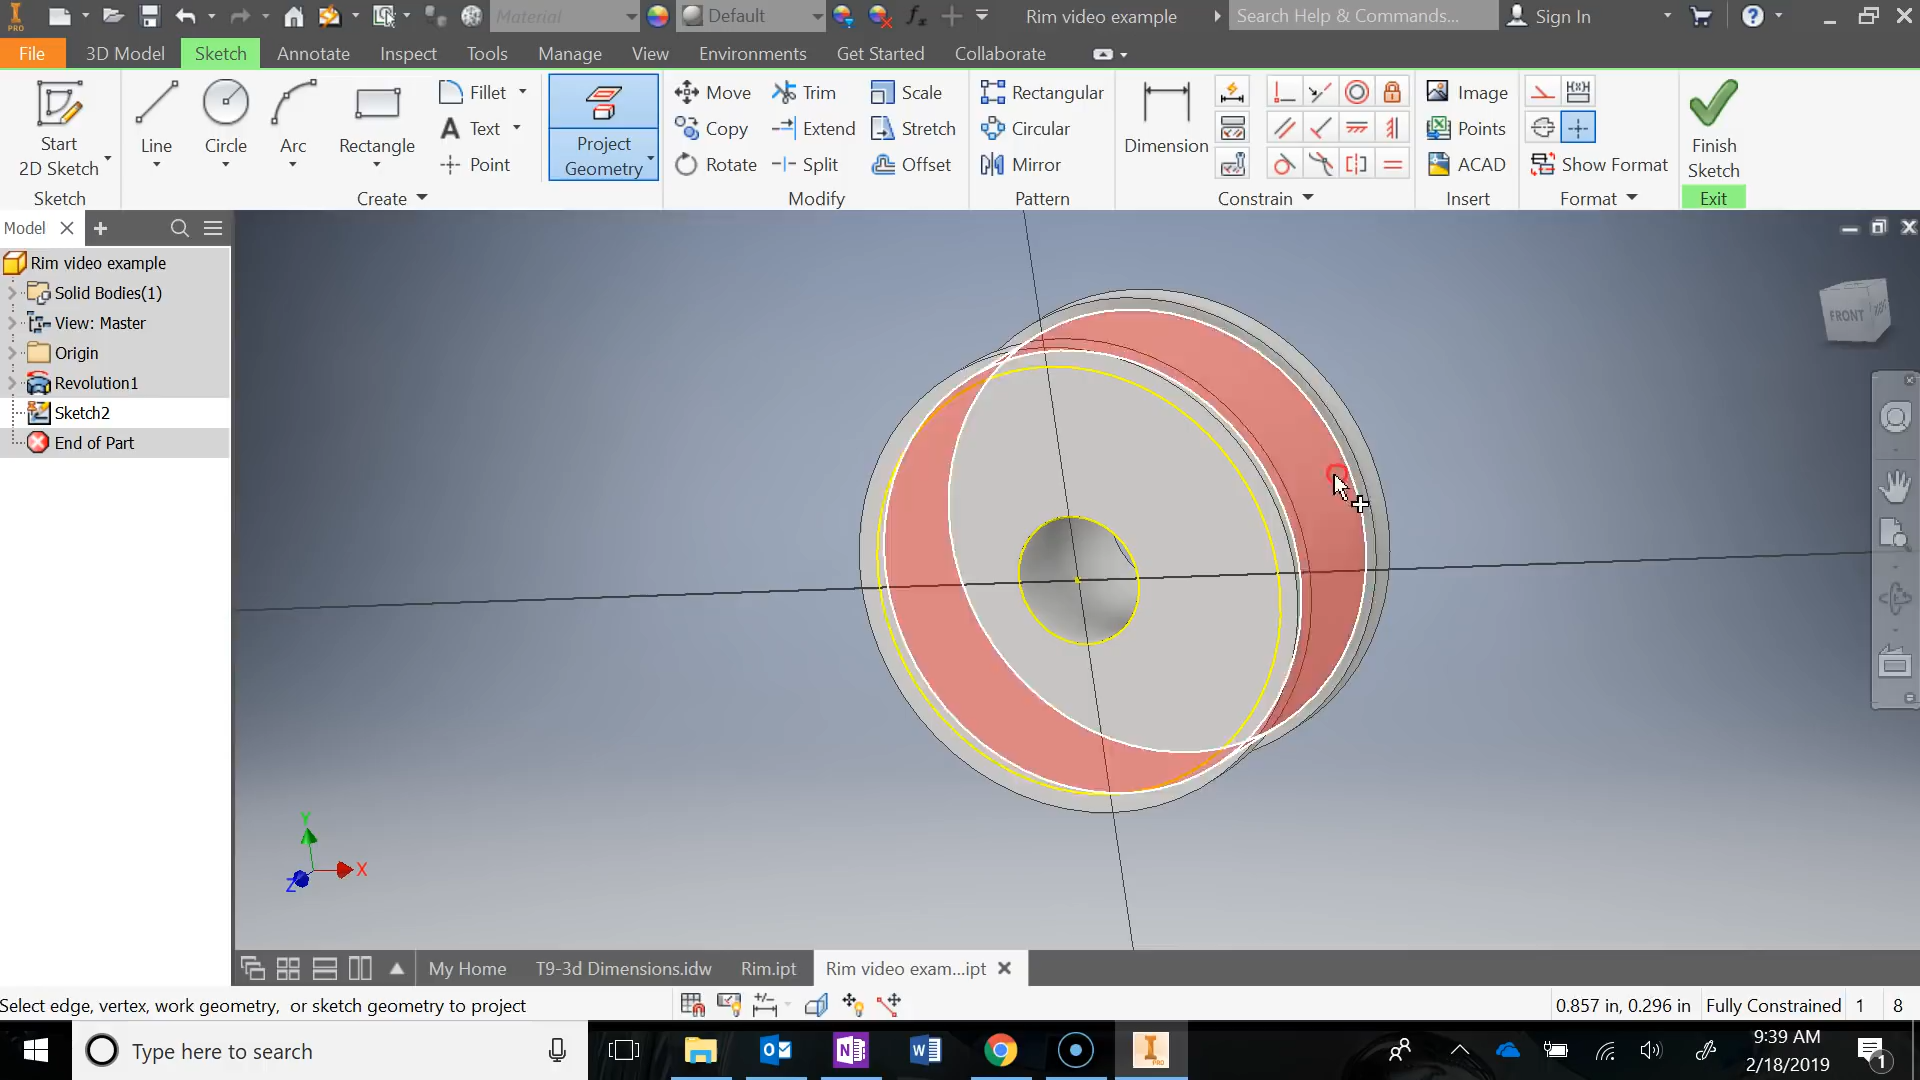 PRO
Material
Default
Rim video example
Search Help & Commands...
Sign In
File
3D Model
Sketch
Annotate
Inspect
Tools
Manage
View
Environments
Get Started
Collaborate
Start
2D Sketch
Sketch
Line
Circle
Arc
Rectangle
Fillet
Text
Point
Create
Project
Geometry
Move
Copy
Rotate
Trim
Extend
Split
Scale
Stretch
Offset
Modify
Rectangular
Circular
Mirror
Pattern
Dimension
Constrain
Image
Points
ACAD
Insert
Show Format
Format
Finish
Sketch
Exit
Model
Rim video example
Solid Bodies(1)
View: Master
Origin
Revolution1
Sketch2
End of Part
FRONT
Y
X
Z
My Home
T9-3d Dimensions.idw
Rim.ipt
Rim video exam...ipt
Select edge, vertex, work geometry, or sketch geometry to project
0.857 in, 0.296 in
Fully Constrained
1
8
Type here to search
9:39 AM
2/18/2019
1